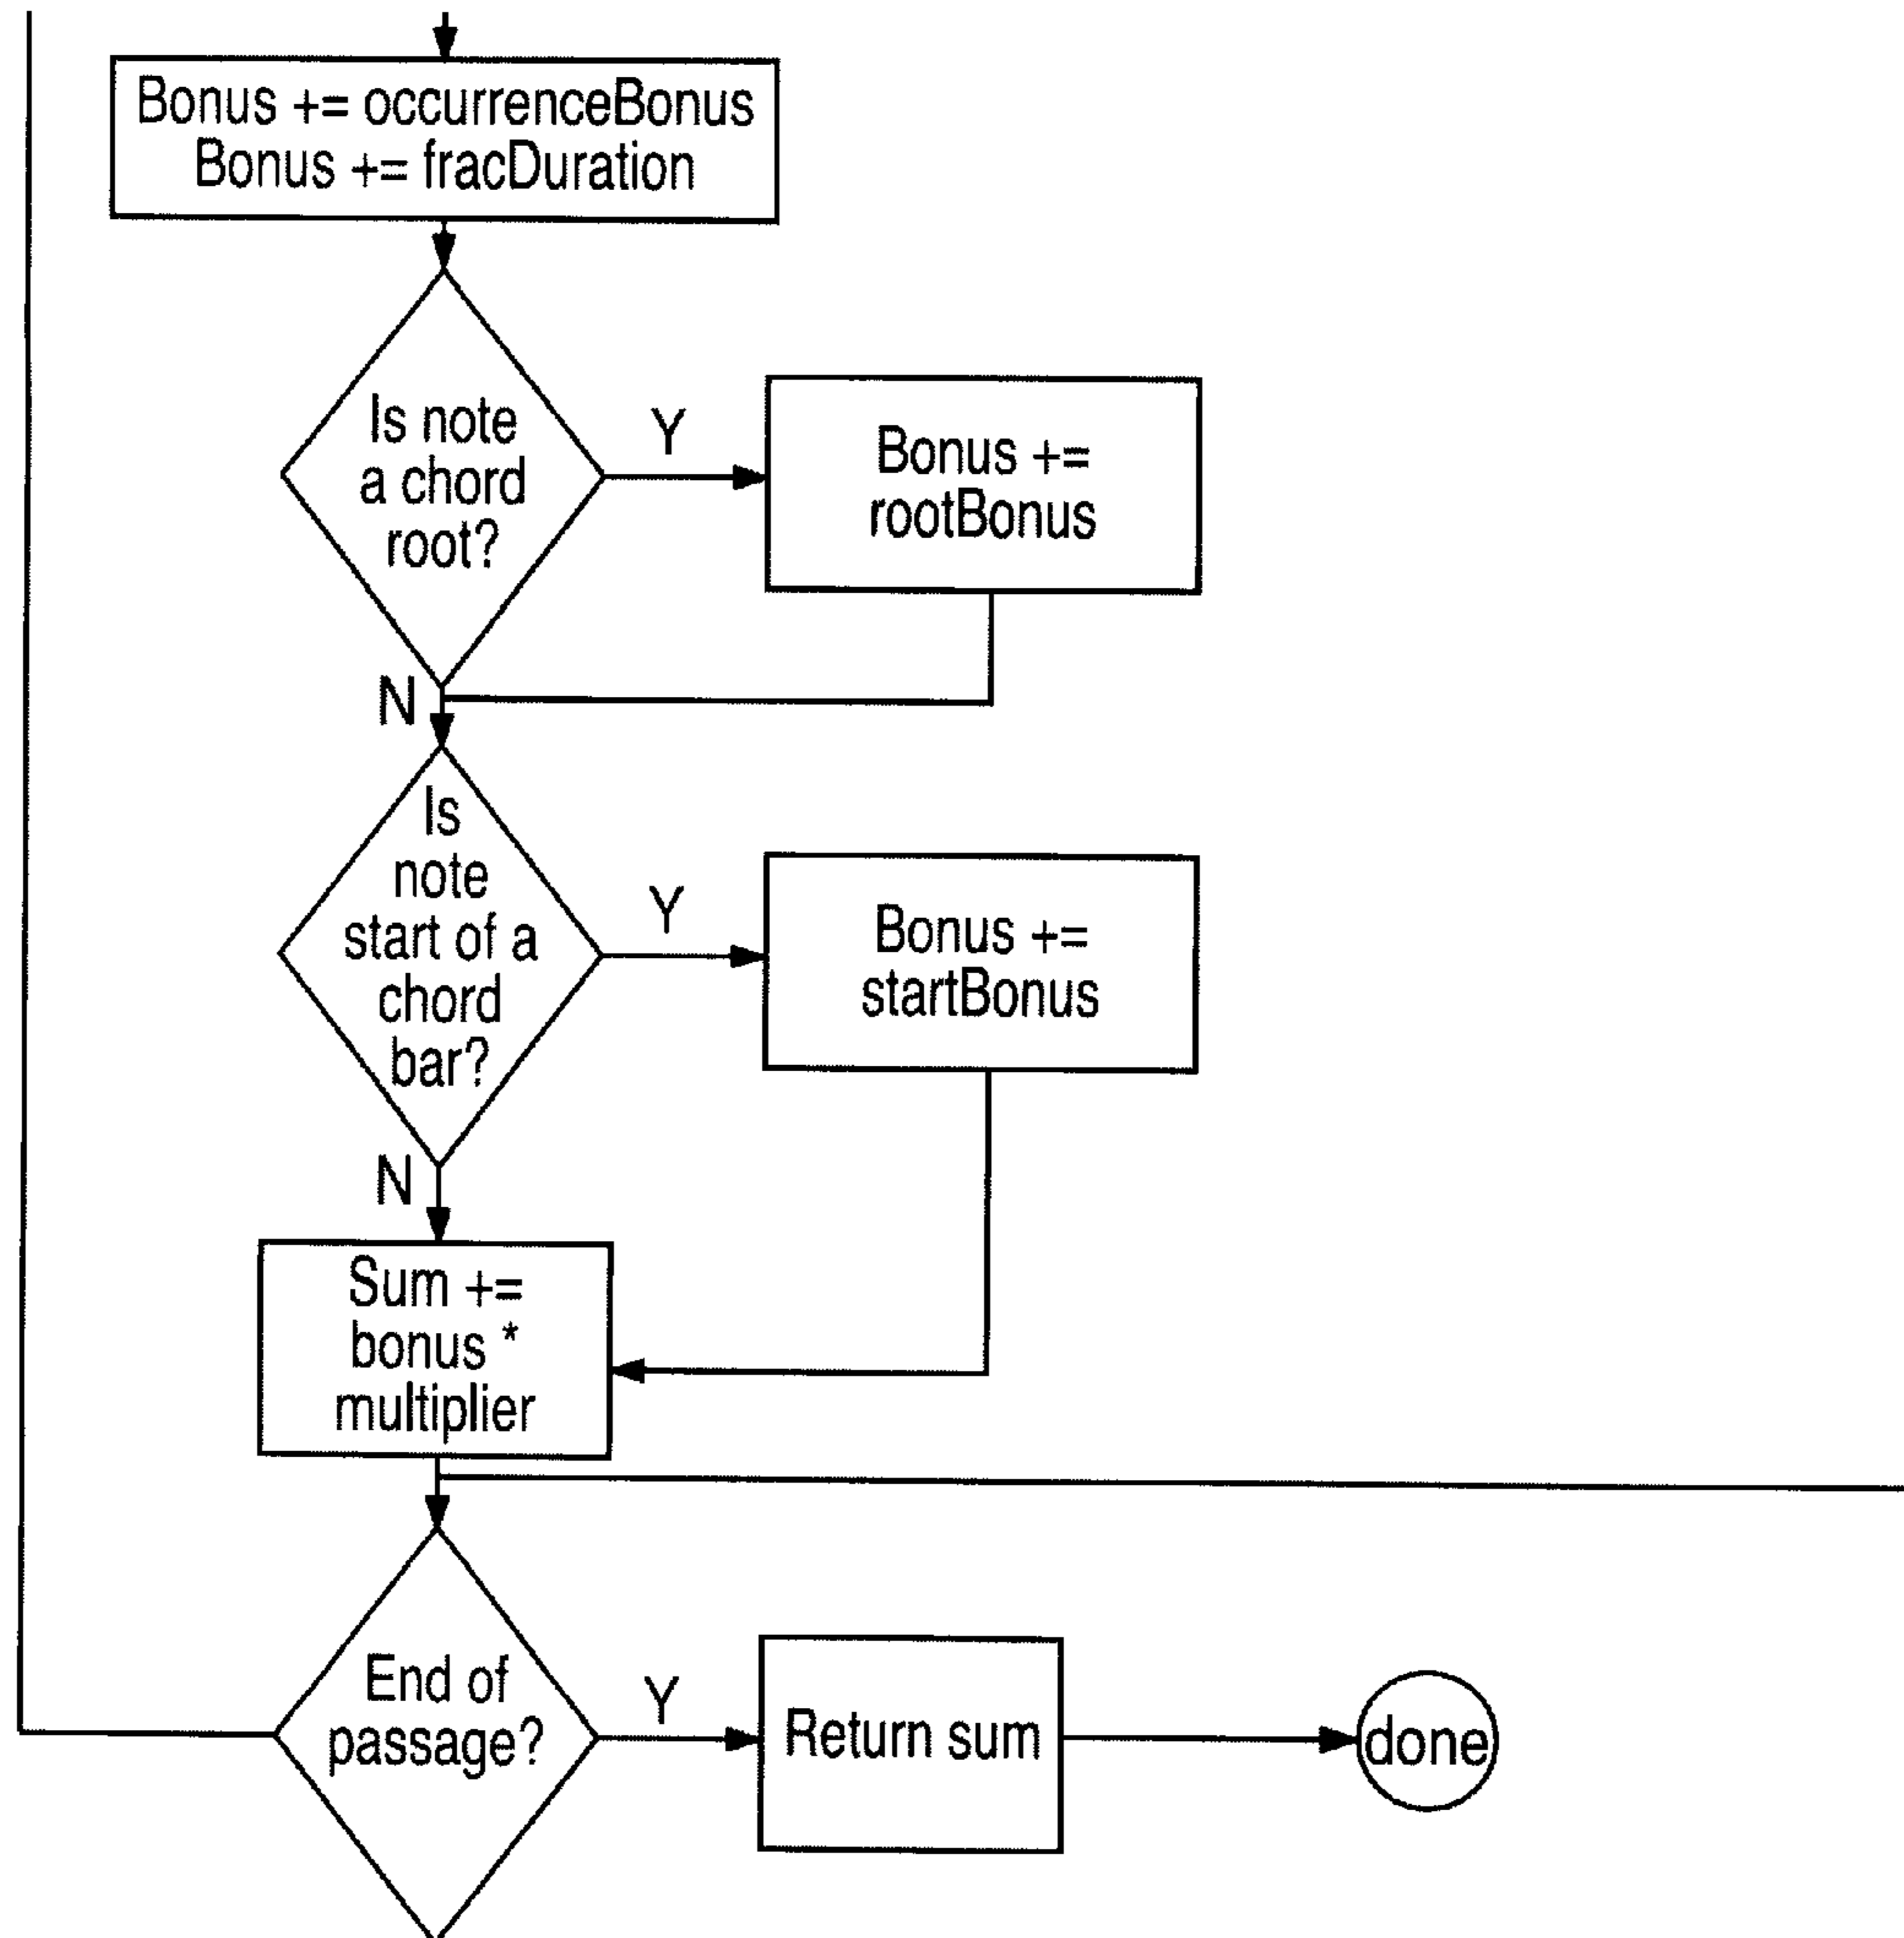 Bonus += occurrenceBonus
Bonus += fracDuration
Is note
a chord
root?
Y
Bonus +=
rootBonus
N
Is
note
start of a
chord
bar?
Y
Bonus +=
startBonus
N
Sum +=
bonus *
multiplier
End of
passage?
Y
Return sum
done